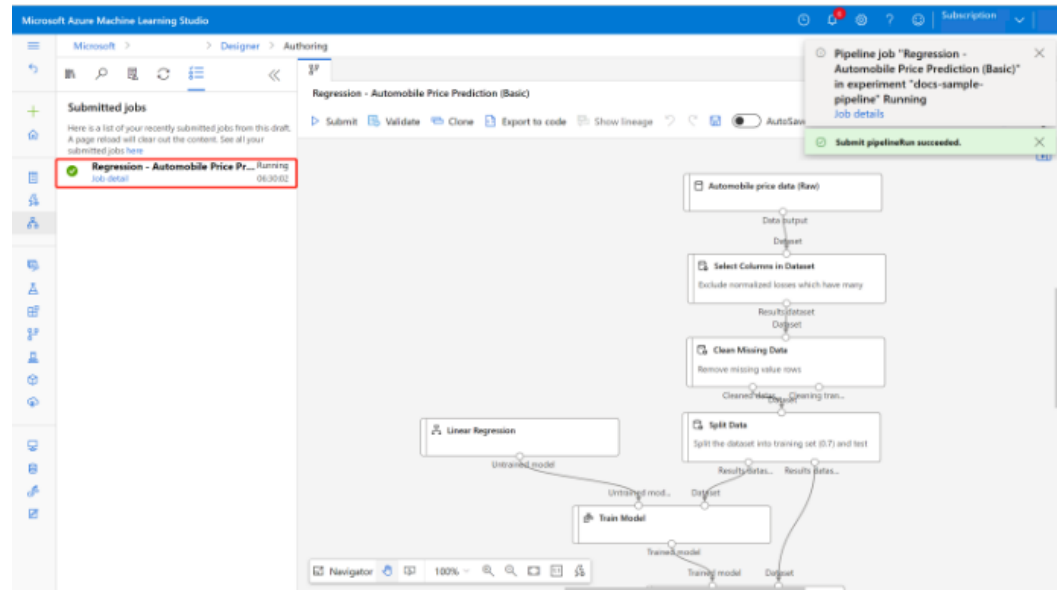 Microsoft Azure Machine Learning Studio
Subscription
Microsoft > > Designer > Authoring
Submitted jobs
Here is a list of your recently submitted jobs from this draft.
A page reload will clear out the content. See all your
submitted jobs here
Regression - Automobile Price Pr... Running
Job detail 06:30:02
Regression - Automobile Price Prediction (Basic)
Submit Validate Clone Export to code Show lineage AutoSav
Pipeline job "Regression -
Automobile Price Prediction (Basic)"
in experiment "docs-sample-
pipeline" Running
Job details
Submit pipelineRun succeeded.
Automobile price data (Raw)
Data output
Dataset
Select Columns in Dataset
Exclude normalized losses which have many
Results dataset
Dataset
Clean Missing Data
Remove missing value rows
Cleaned datas... Cleaning tran...
Dataset
Split Data
Split the dataset into training set (0.7) and test
Results datas... Results datas...
Linear Regression
Untrained model
Untrained mod... Dataset
Train Model
Trained model
Trained model Dataset
Navigator 100%